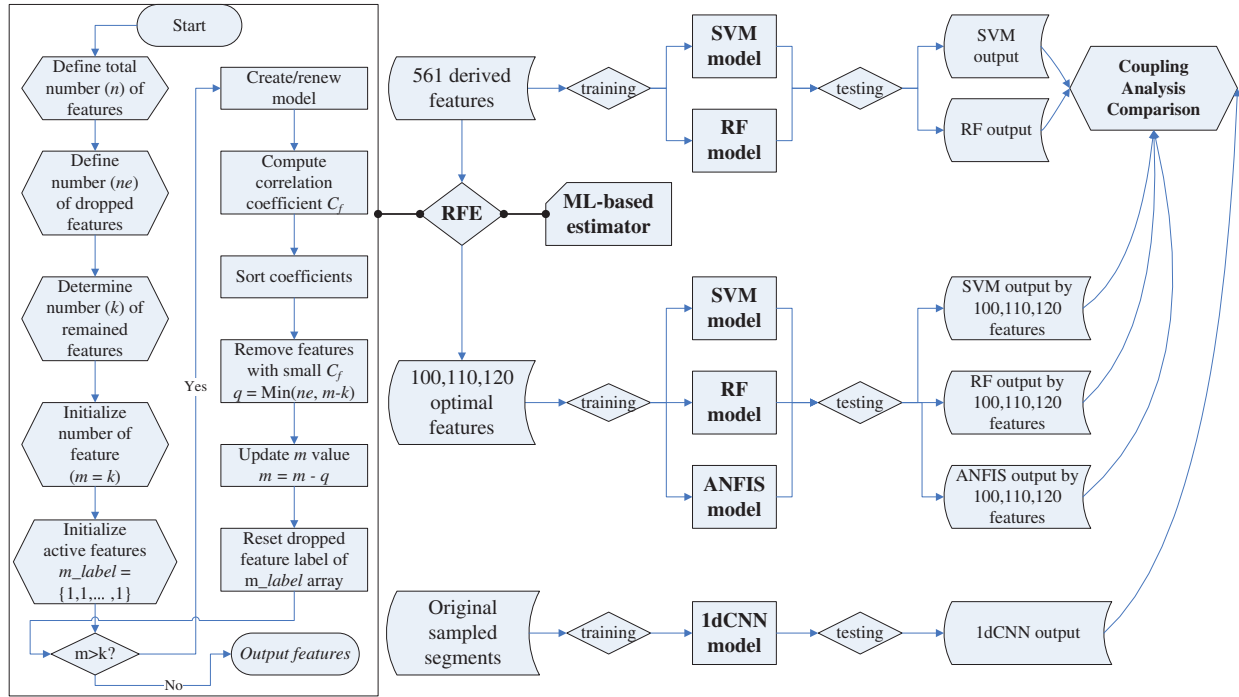 Start
Define total
number (n) of
features
Define
number (ne)
of dropped
features
Determine
number (k) of
remained
features
Initialize
number of
feature
(m = k)
Initialize
active features
m_label =
{1,1,... ,1}
m>k?
Yes
No
Output features
Create/renew
model
Compute
correlation
coefficient Cf
Sort coefficients
Remove features
with small Cf
q = Min(ne, m-k)
Update m value
m = m - q
Reset dropped
feature label of
m_label array
561 derived
features
training
SVM
model
RF
model
testing
SVM
output
RF output
Coupling
Analysis
Comparison
RFE
ML-based
estimator
100,110,120
optimal
features
training
SVM
model
RF
model
ANFIS
model
testing
SVM output by
100,110,120
features
RF output by
100,110,120
features
ANFIS output by
100,110,120
features
Original
sampled
segments
training
1dCNN
model
testing
1dCNN output